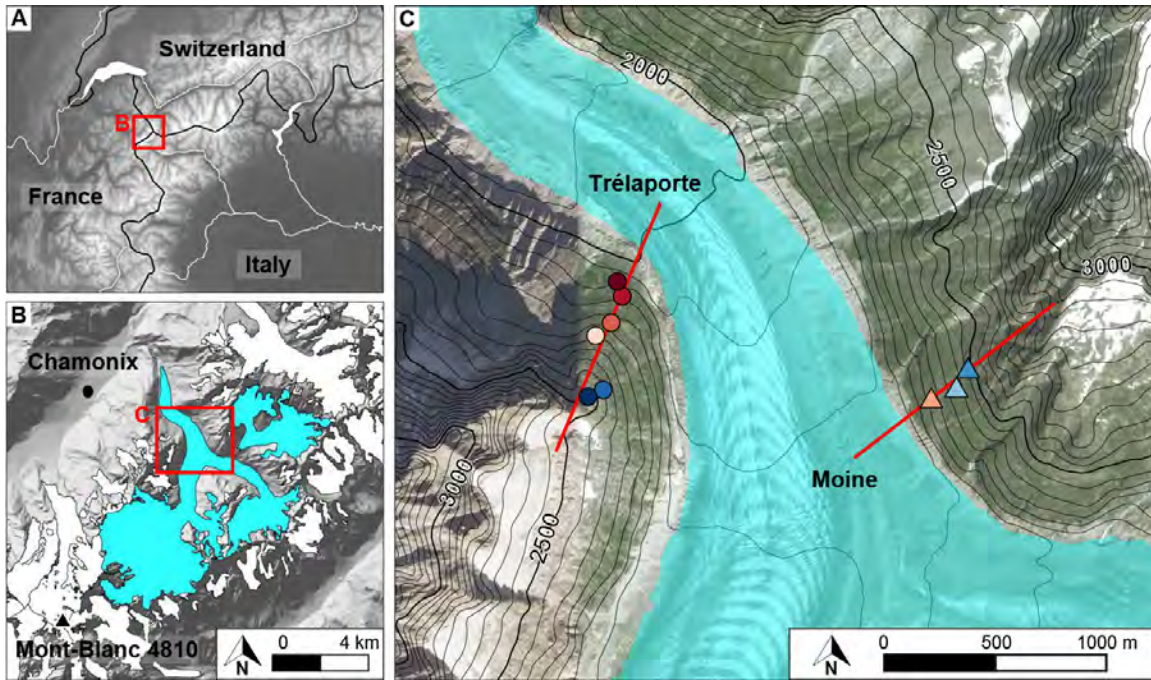 A
Switzerland
B
France
Italy
B
Chamonix
C
Mont-Blanc 4810
N
0 4 km
C
2000
Trélaporte
2500
3000
Moine
3000
2500
N
0 500 1000 m